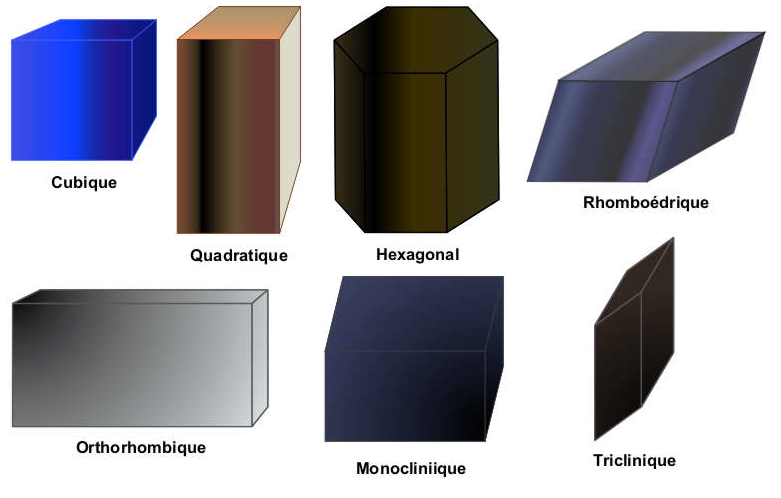 Cubique
Quadratique
Hexagonal
Rhomboédrique
Orthorhombique
Monocliniique
Triclinique